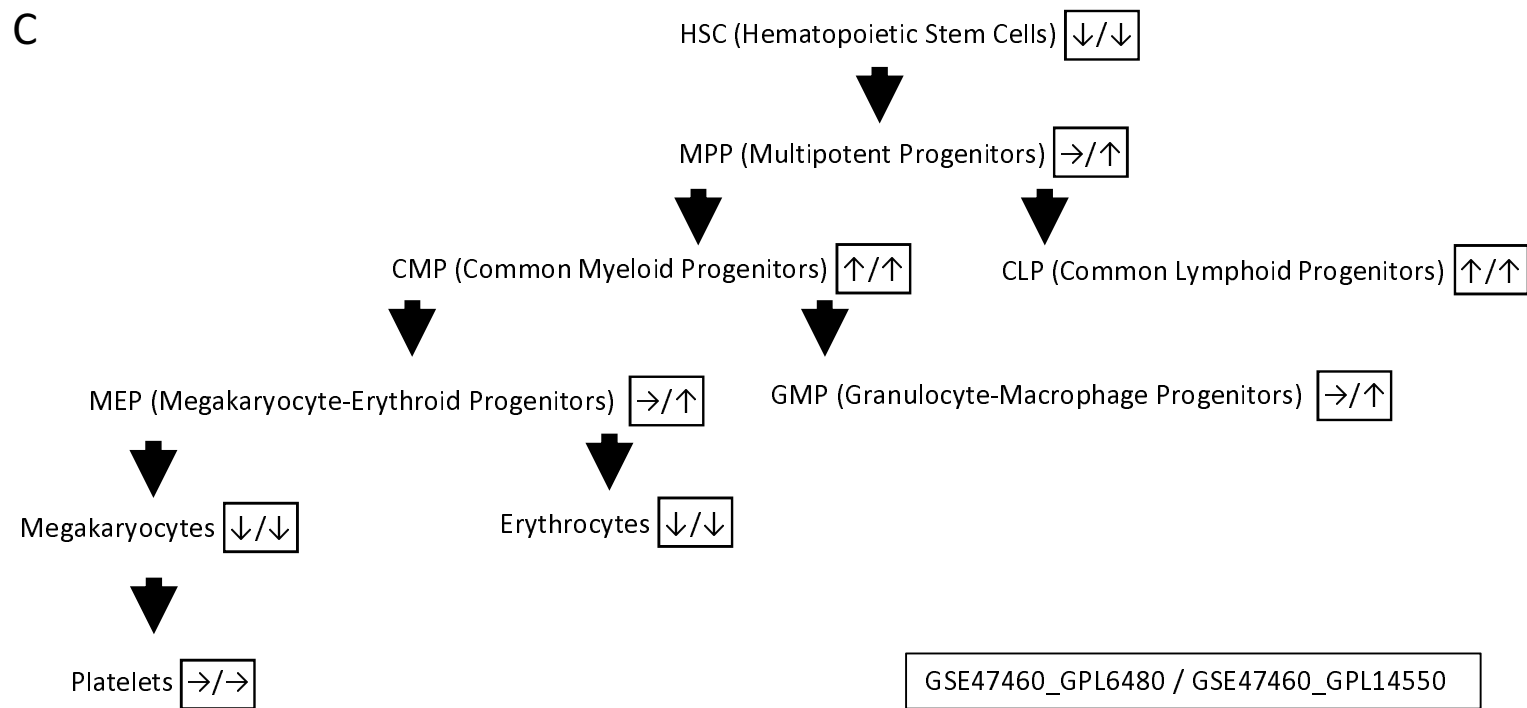 C
HSC (Hematopoietic Stem Cells) ↓/↓
MPP (Multipotent Progenitors) →/↑
CMP (Common Myeloid Progenitors) ↑/↑
CLP (Common Lymphoid Progenitors) ↑/↑
MEP (Megakaryocyte-Erythroid Progenitors) →/↑
GMP (Granulocyte-Macrophage Progenitors) →/↑
Megakaryocytes ↓/↓
Erythrocytes ↓/↓
Platelets →/→
GSE47460_GPL6480 / GSE47460_GPL14550